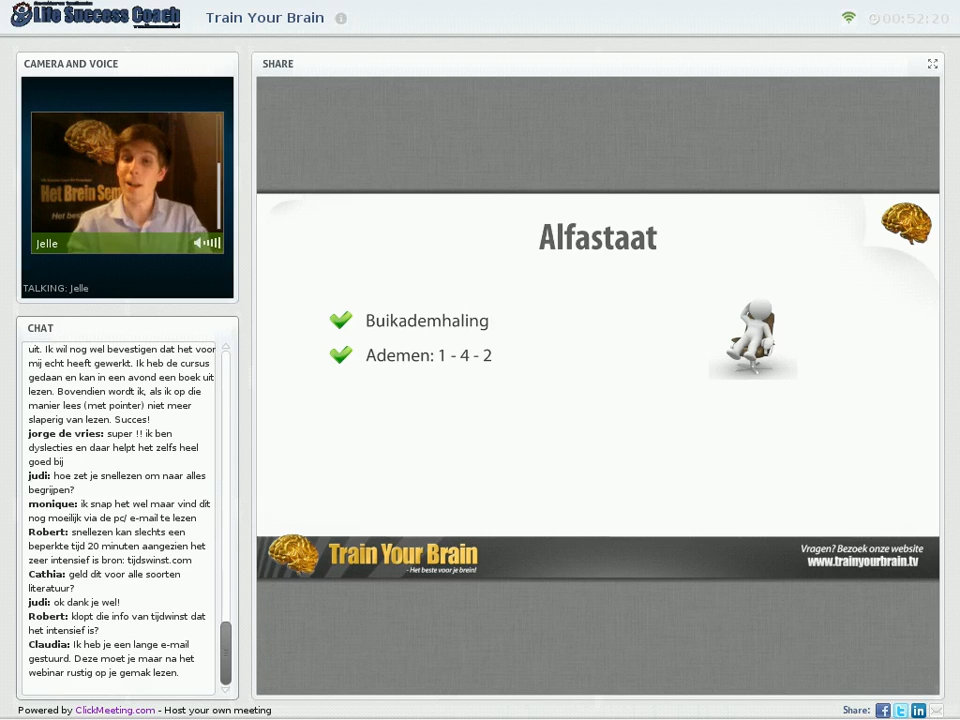 Life Success Coach
Train Your Brain
00:52:20
CAMERA AND VOICE
Het Brein Sem
Het best
Jelle
TALKING: Jelle
CHAT
uit. Ik wil nog wel bevestigen dat het voor
mij echt heeft gewerkt. Ik heb de cursus
gedaan en kan in een avond een boek uit
lezen. Bovendien wordt ik, als ik op die
manier lees (met pointer) niet meer
slaperig van lezen. Succes!
jorge de vries: super !! ik ben
dyslecties en daar helpt het zelfs heel
goed bij
judi: hoe zet je snellezen om naar alles
begrijpen?
monique: ik snap het wel maar vind dit
nog moeilijk via de pc/ e-mail te lezen
Robert: snellezen kan slechts een
beperkte tijd 20 minuten aangezien het
zeer intensief is bron: tijdswinst.com
Cathia: geld dit voor alle soorten
literatuur?
judi: ok dank je wel!
Robert: klopt die info van tijdwinst dat
het intensief is?
Claudia: Ik heb je een lange e-mail
gestuurd. Deze moet je maar na het
webinar rustig op je gemak lezen.
SHARE
Alfastaat
Buikademhaling
Ademen: 1 - 4 - 2
Train Your Brain
- Het beste voor je brein!
Vragen? Bezoek onze website
www.trainyourbrain.tv
Powered by ClickMeeting.com - Host your own meeting
Share: